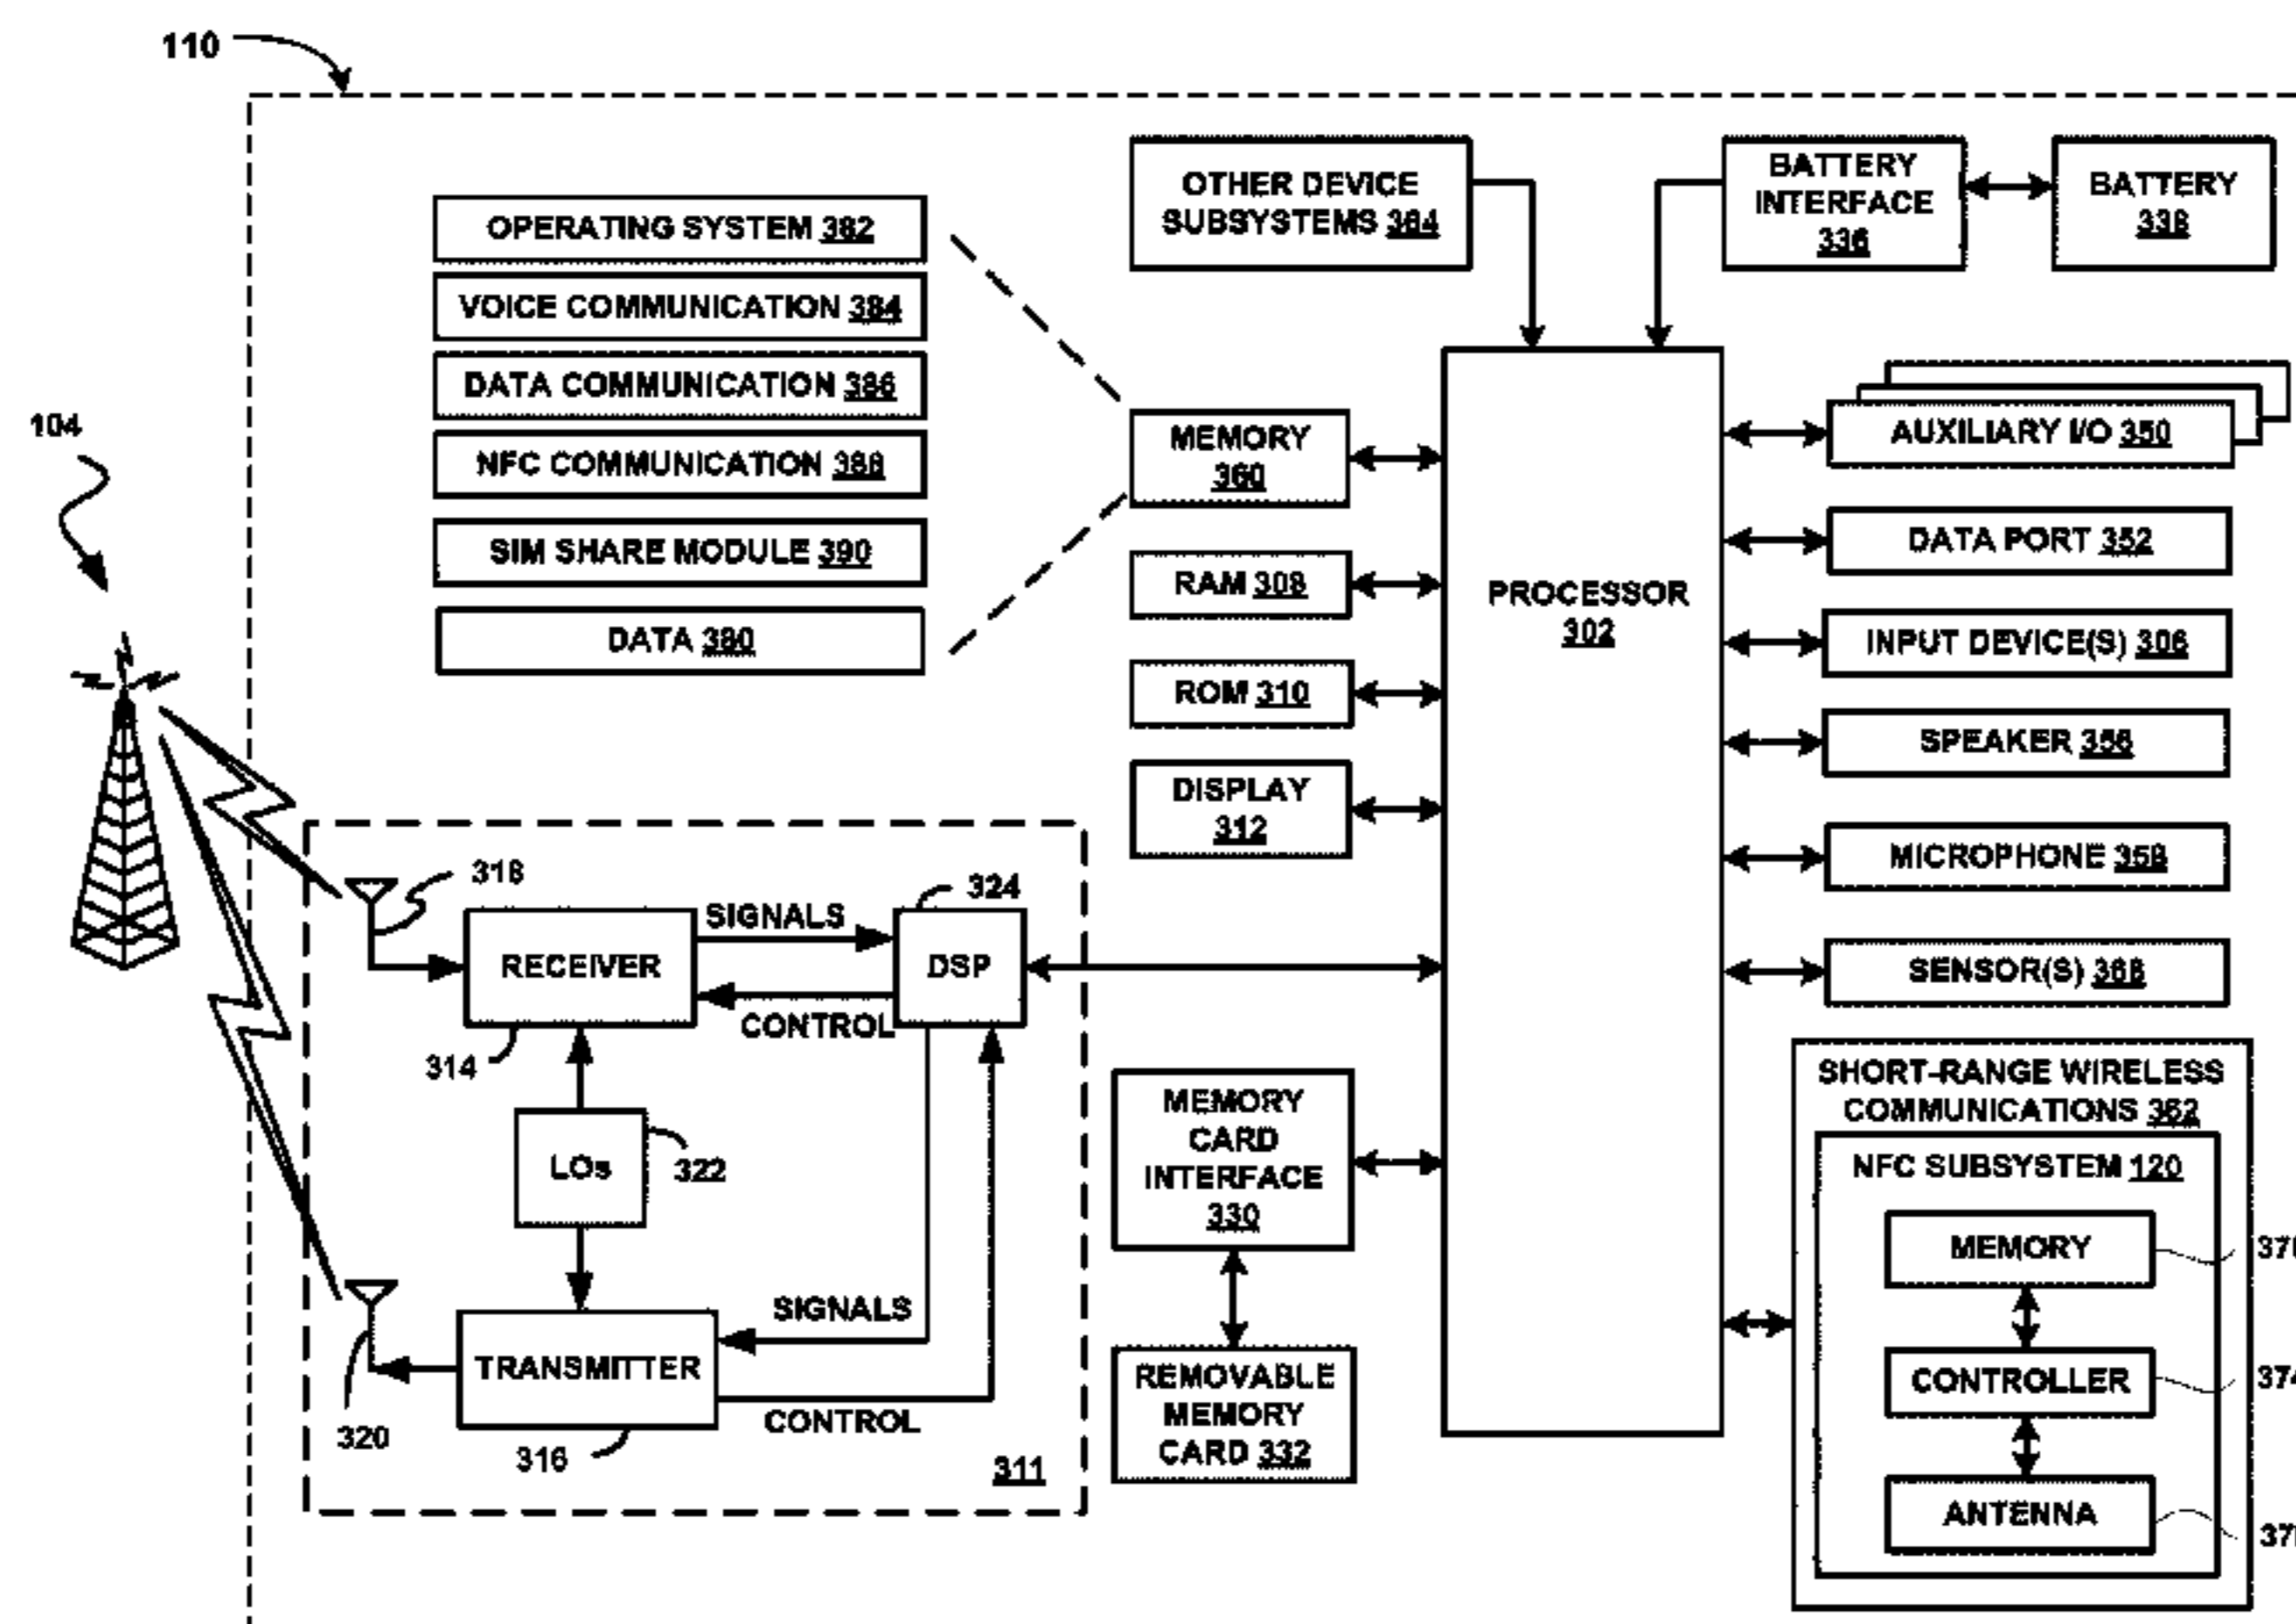 110
OTHER DEVICE
SUBSYSTEMS 364
BATTERY
INTERFACE
336
BATTERY
338
OPERATING SYSTEM 382
VOICE COMMUNICATION 384
DATA COMMUNICATION 386
NFC COMMUNICATION 388
SIM SHARE MODULE 390
DATA 380
104
MEMORY
360
RAM 308
ROM 310
DISPLAY
312
PROCESSOR
302
AUXILIARY I/O 350
DATA PORT 352
INPUT DEVICE(S) 306
SPEAKER 356
MICROPHONE 358
SENSOR(S) 368
318
324
SIGNALS
RECEIVER
DSP
CONTROL
314
LOs
322
SIGNALS
TRANSMITTER
CONTROL
320
316
311
MEMORY
CARD
INTERFACE
330
REMOVABLE
MEMORY
CARD 332
SHORT-RANGE WIRELESS
COMMUNICATIONS 362
NFC SUBSYSTEM 120
MEMORY
CONTROLLER
374
ANTENNA